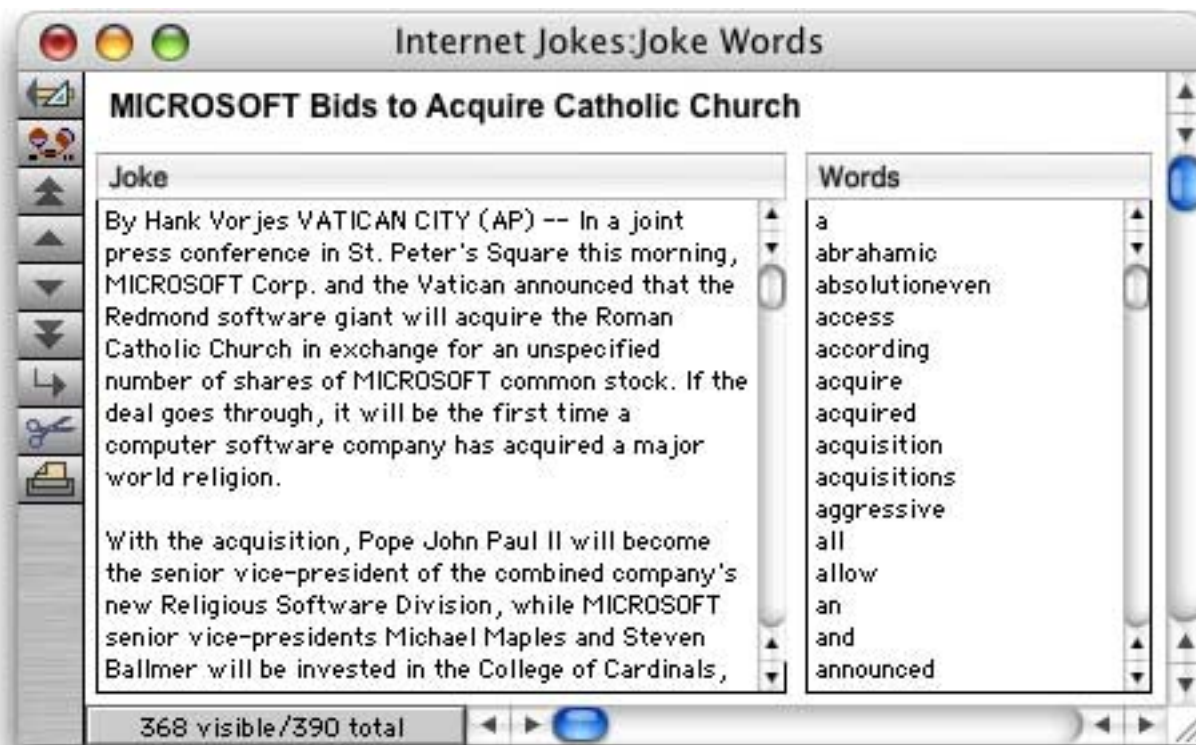 Internet Jokes:Joke Words
MICROSOFT Bids to Acquire Catholic Church
Joke
By Hank Vorjes VATICAN CITY (AP) -- In a joint
press conference in St. Peter's Square this morning,
MICROSOFT Corp. and the Vatican announced that the
Redmond software giant will acquire the Roman
Catholic Church in exchange for an unspecified
number of shares of MICROSOFT common stock. If the
deal goes through, it will be the first time a
computer software company has acquired a major
world religion.
With the acquisition, Pope John Paul II will become
the senior vice-president of the combined company's
new Religious Software Division, while MICROSOFT
senior vice-presidents Michael Maples and Steven
Ballmer will be invested in the College of Cardinals,
Words
a
abrahamic
absolutioneven
access
according
acquire
acquired
acquisition
acquisitions
aggressive
all
allow
an
and
announced
368 visible/390 total